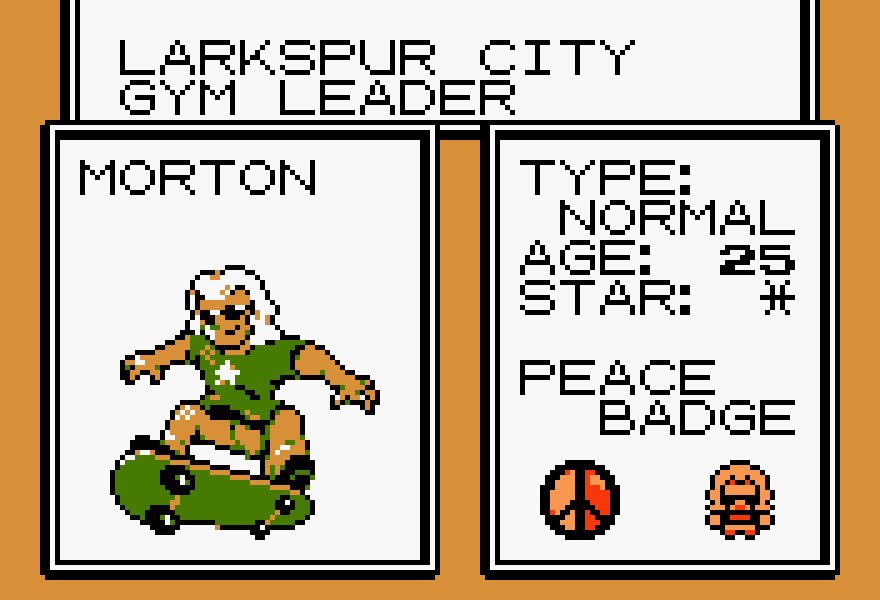 LARKSPUR CITY
GYM LEADER
MORTON
TYPE:
NORMAL
AGE: 25
STAR: ♓
PEACE
BADGE